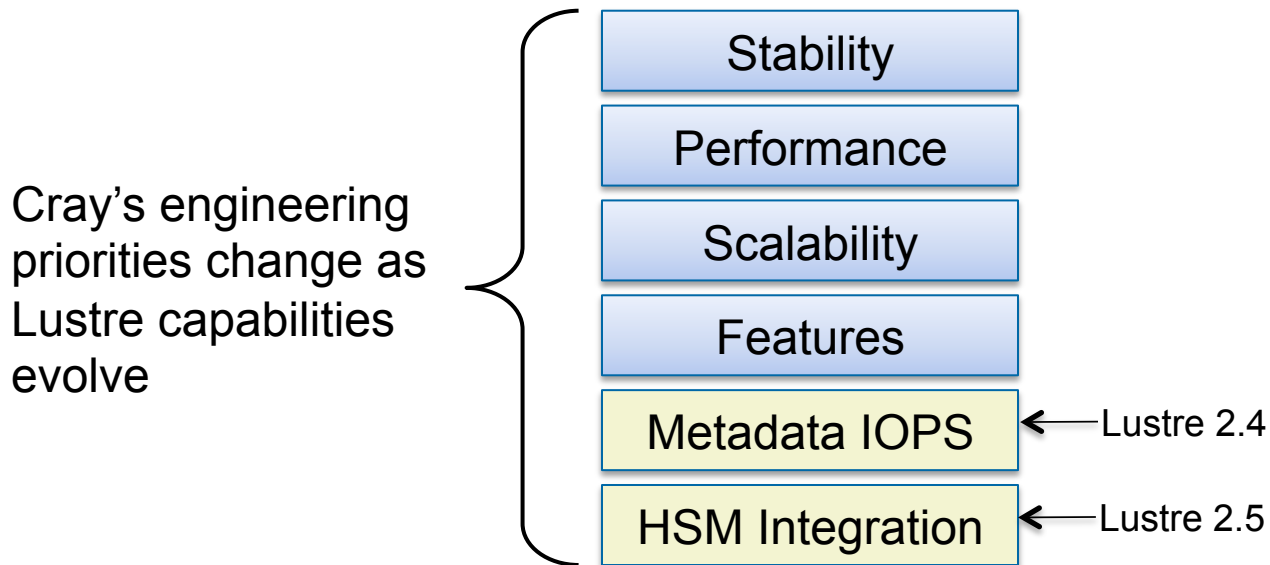 Stability
Performance
Cray’s engineering
priorities change as
Lustre capabilities
evolve
Scalability
Features
Metadata IOPS
Lustre 2.4
HSM Integration
Lustre 2.5